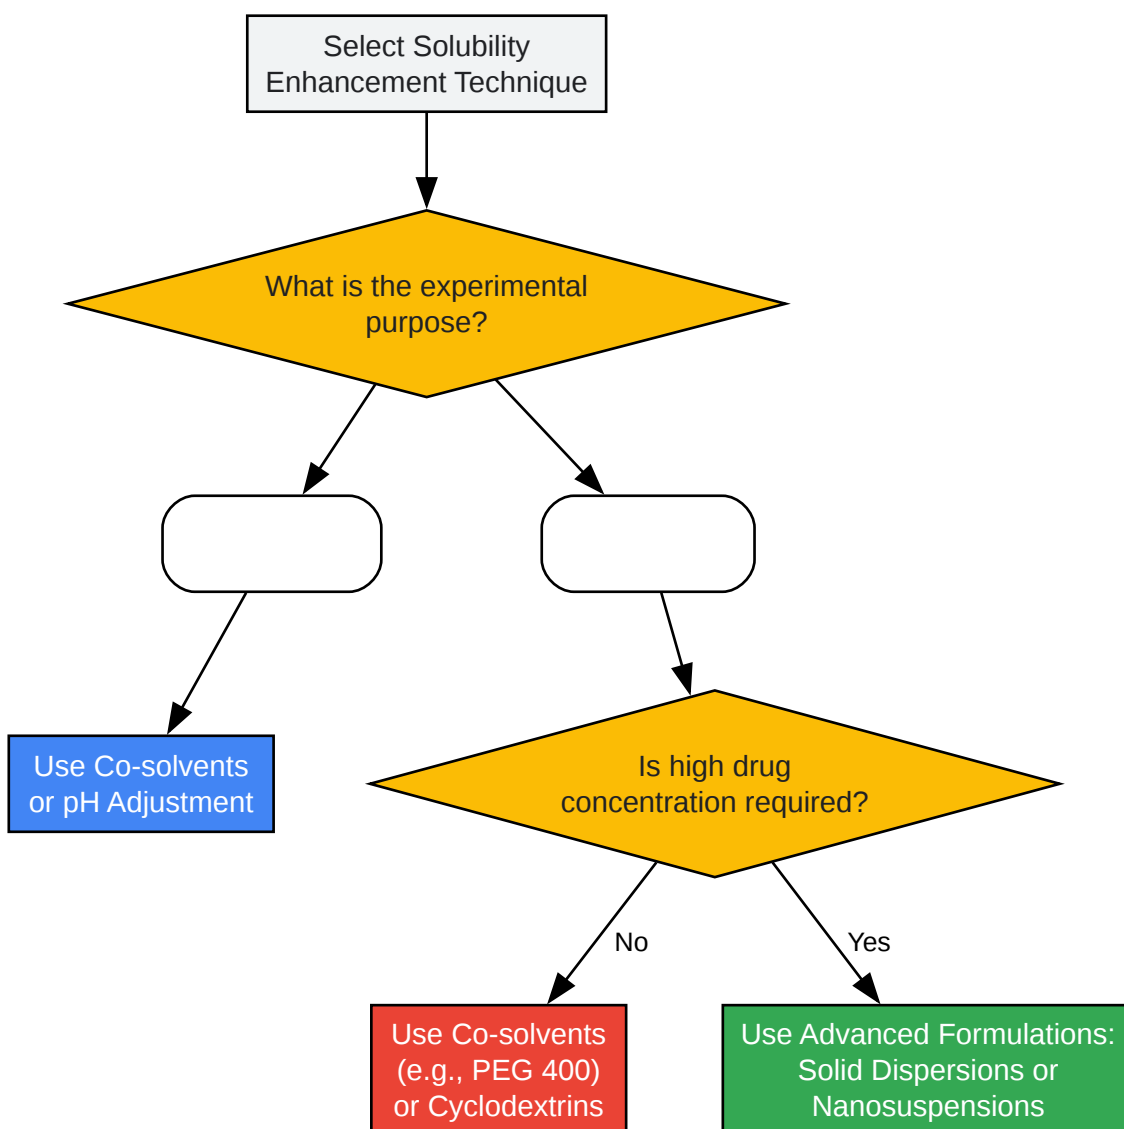 Select Solubility
Enhancement Technique
What is the experimental
purpose?
Use Co-solvents
or pH Adjustment
Is high drug
concentration required?
No
Yes
Use Co-solvents
(e.g., PEG 400)
or Cyclodextrins
Use Advanced Formulations:
Solid Dispersions or
Nanosuspensions